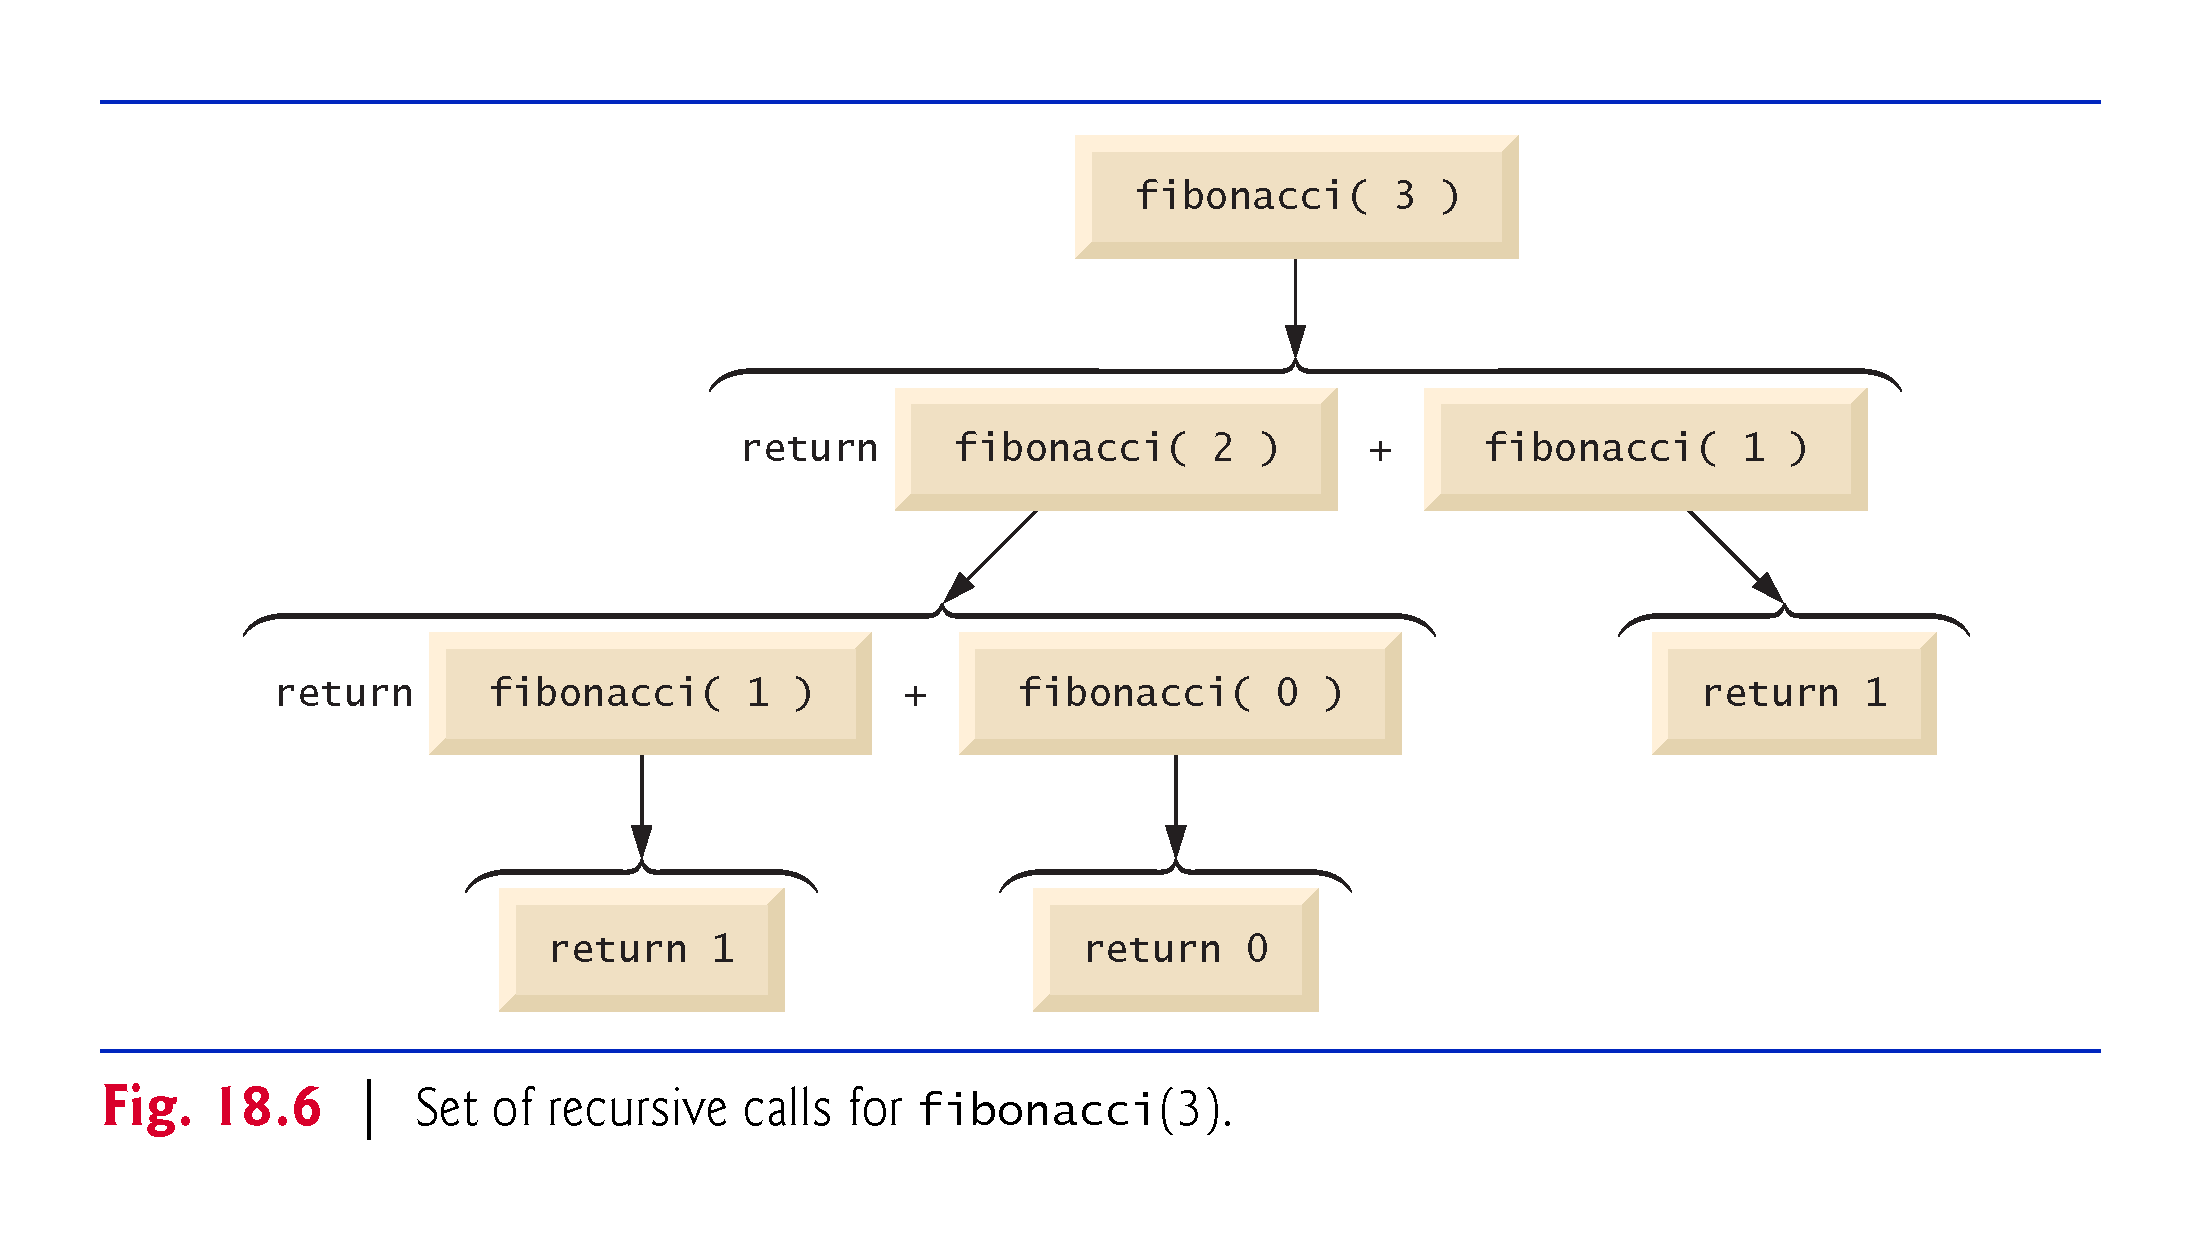 fibonacci( 3 )
return fibonacci( 2 ) + fibonacci( 1 )
return fibonacci( 1 ) + fibonacci( 0 ) return 1
return 1 return 0
Fig. 18.6 | Set of recursive calls for fibonacci(3).